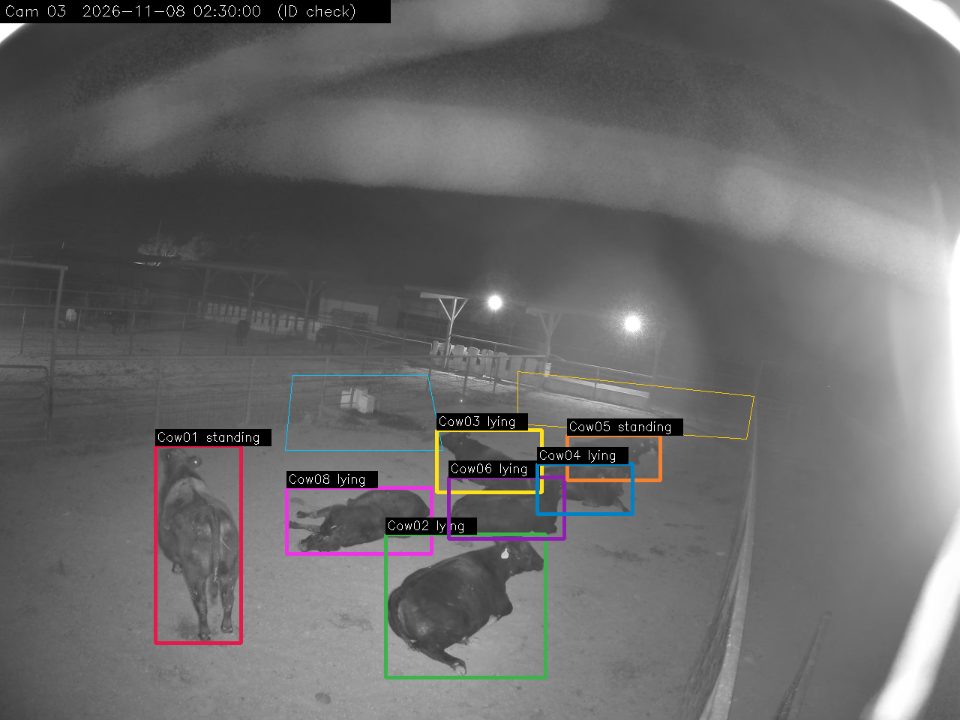 Cam 03  2026-11-08 02:30:00  (ID check)
Cow03 lying
Cow05 standing
Cow01 standing
Cow04 lying
Cow06 lying
Cow08 lying
Cow02 lying